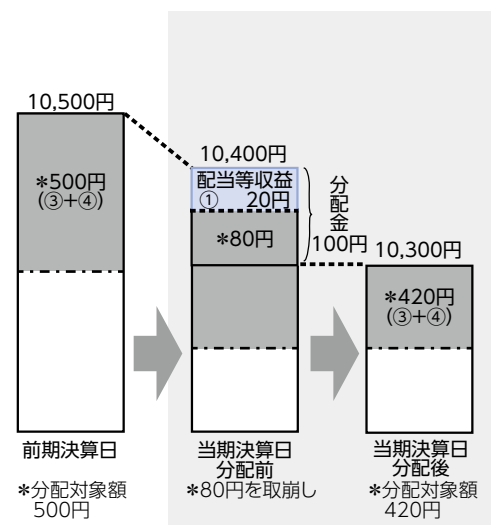 10,500円
*500円
(③+④)
前期決算日
*分配対象額
500円
10,400円
配当等収益
① 20円
*80円
分配金
100円
当期決算日
分配前
*80円を取崩し
10,300円
*420円
(③+④)
当期決算日
分配後
*分配対象額
420円